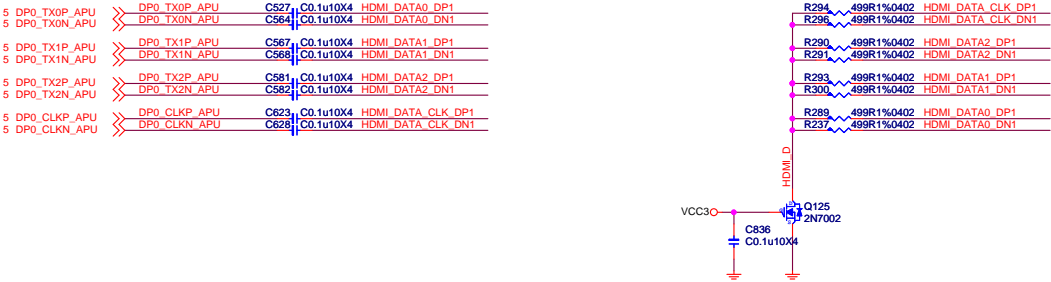 5 DP0_TX0P_APU DP0_TX0P_APU C527 C0.1u10X4 HDMI_DATA0_DP1
5 DP0_TX0N_APU DP0_TX0N_APU C564 C0.1u10X4 HDMI_DATA0_DN1
5 DP0_TX1P_APU DP0_TX1P_APU C567 C0.1u10X4 HDMI_DATA1_DP1
5 DP0_TX1N_APU DP0_TX1N_APU C568 C0.1u10X4 HDMI_DATA1_DN1
5 DP0_TX2P_APU DP0_TX2P_APU C581 C0.1u10X4 HDMI_DATA2_DP1
5 DP0_TX2N_APU DP0_TX2N_APU C582 C0.1u10X4 HDMI_DATA2_DN1
5 DP0_CLKP_APU DP0_CLKP_APU C623 C0.1u10X4 HDMI_DATA_CLK_DP1
5 DP0_CLKN_APU DP0_CLKN_APU C628 C0.1u10X4 HDMI_DATA_CLK_DN1
R294 499R1%0402 HDMI_DATA_CLK_DP1
R296 499R1%0402 HDMI_DATA_CLK_DN1
R290 499R1%0402 HDMI_DATA2_DP1
R291 499R1%0402 HDMI_DATA2_DN1
R293 499R1%0402 HDMI_DATA1_DP1
R300 499R1%0402 HDMI_DATA1_DN1
R289 499R1%0402 HDMI_DATA0_DP1
R237 499R1%0402 HDMI_DATA0_DN1
HDMI_D
VCC3
Q125
2N7002
C836
C0.1u10X4